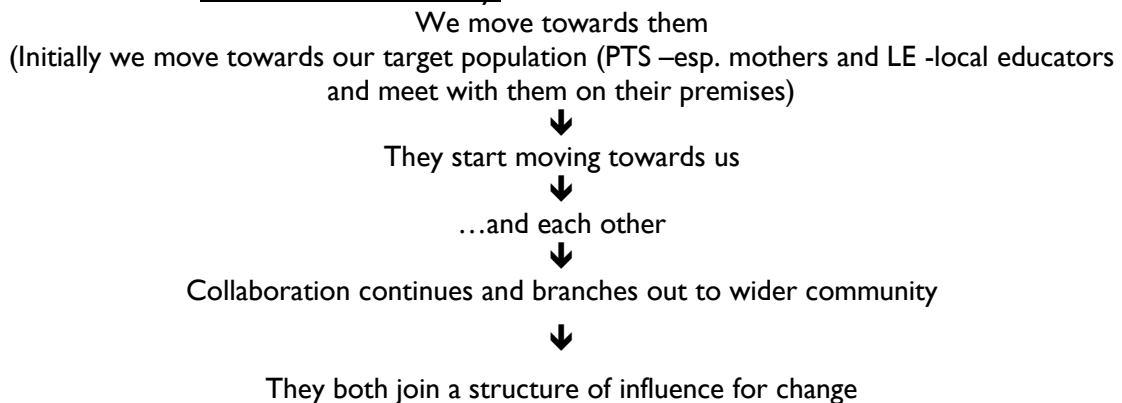 We move towards them
(Initially we move towards our target population (PTS –esp. mothers and LE -local educators
and meet with them on their premises)
They start moving towards us
…and each other
Collaboration continues and branches out to wider community
They both join a structure of influence for change